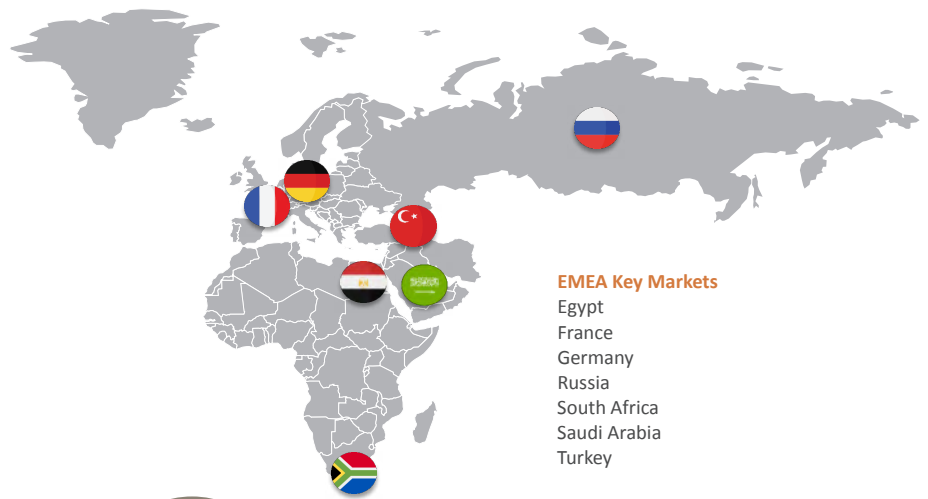 EMEA Key Markets
Egypt
France
Germany
Russia
South Africa
Saudi Arabia
Turkey